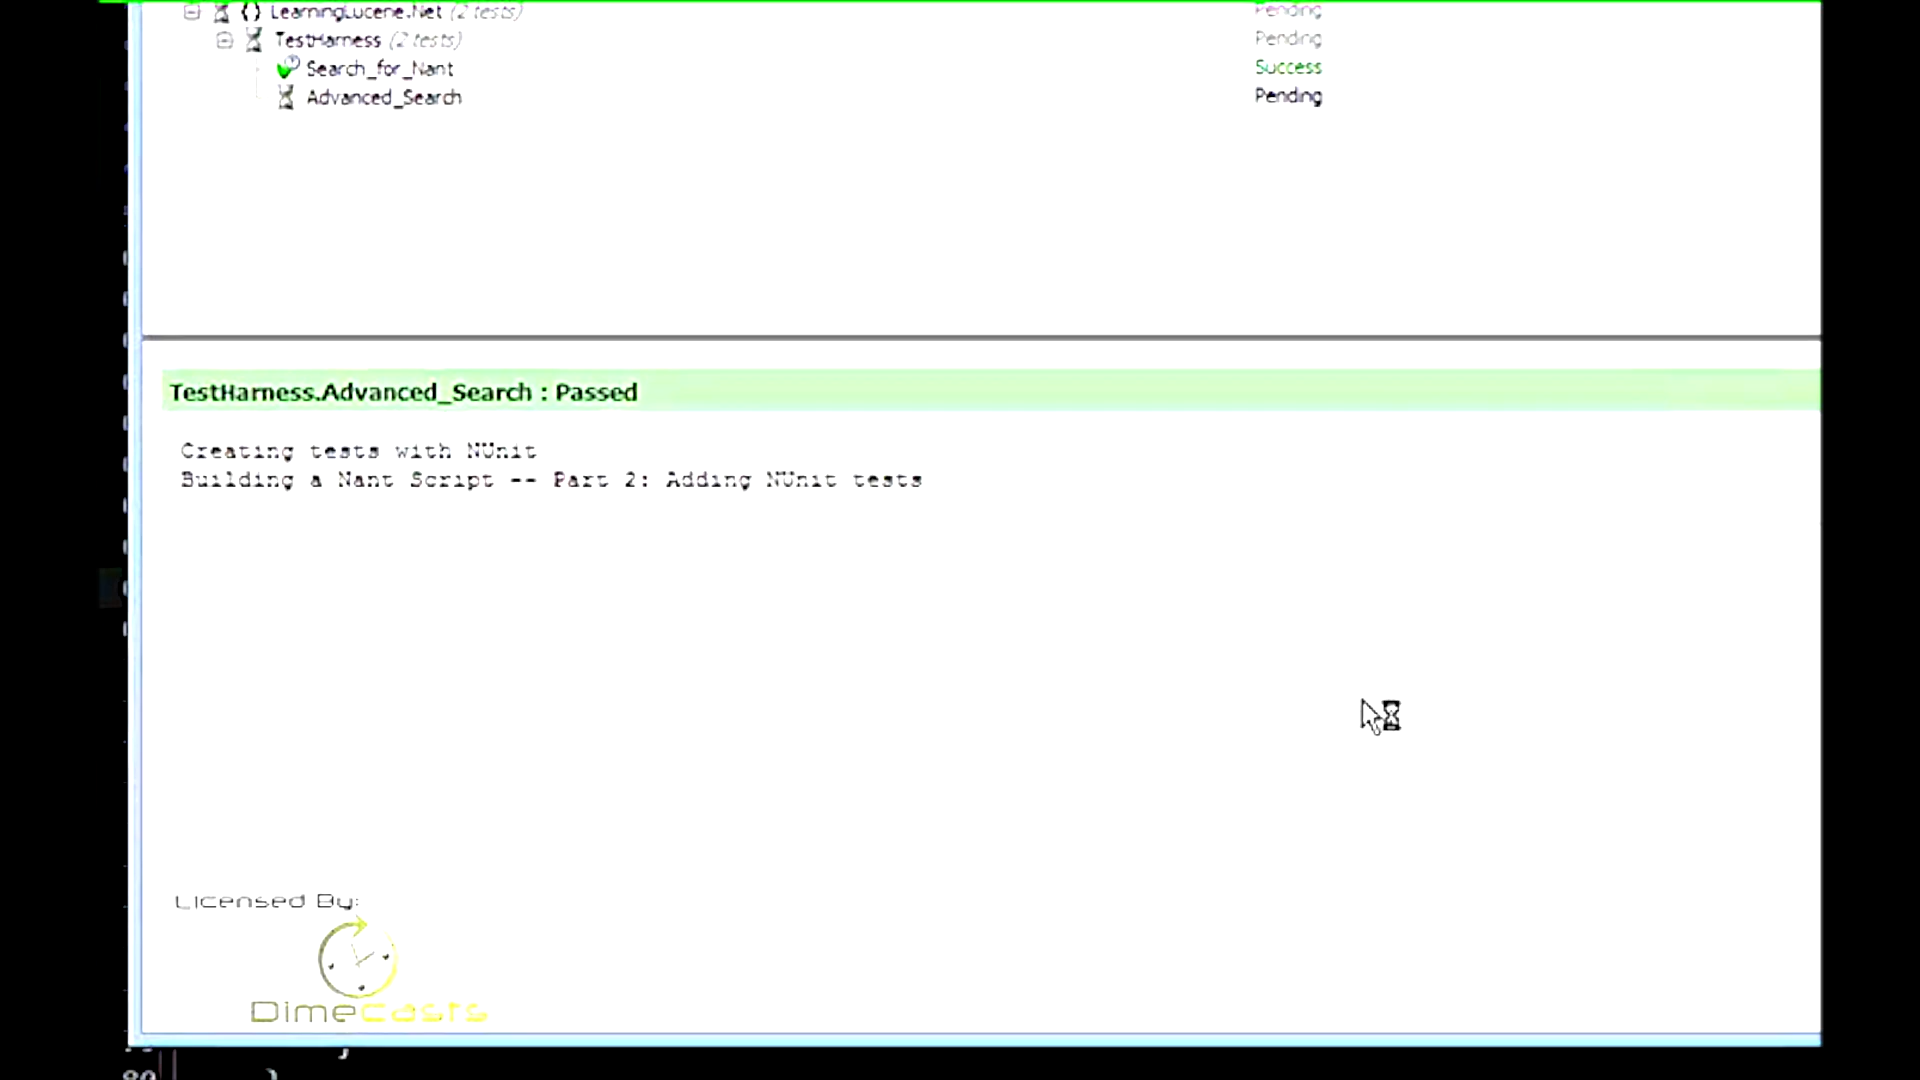 LearningLucene.Net (2 tests) Pending
TestHarness (2 tests) Pending
Search_for_Nant Success
Advanced_Search Pending
TestHarness.Advanced_Search : Passed
Creating tests with NUnit
Building a Nant Script -- Part 2: Adding NUnit tests
Licensed By:
Dimecasts
80 }